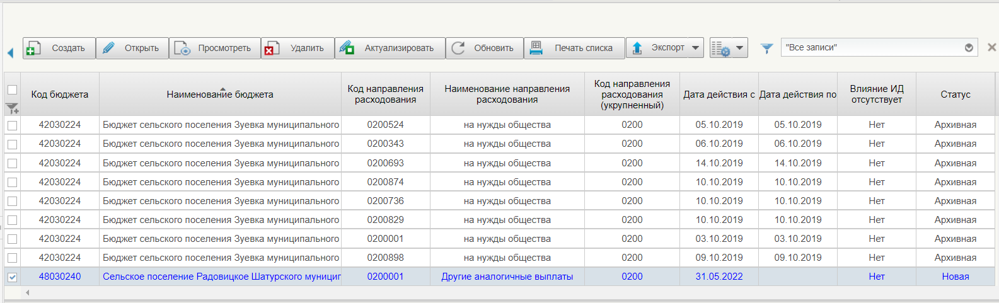 Создать Открыть Просмотреть Удалить Актуализировать Обновить Печать списка Экспорт "Все записи"
Код бюджета Наименование бюджета Код направления расходования Наименование направления расходования Код направления расходования (укрупненный) Дата действия с Дата действия по Влияние ИД отсутствует Статус
42030224 Бюджет сельского поселения Зуевка муниципального 0200524 на нужды общества 0200 05.10.2019 05.10.2019 Нет Архивная
42030224 Бюджет сельского поселения Зуевка муниципального 0200343 на нужды общества 0200 06.10.2019 06.10.2019 Нет Архивная
42030224 Бюджет сельского поселения Зуевка муниципального 0200693 на нужды общества 0200 14.10.2019 14.10.2019 Нет Архивная
42030224 Бюджет сельского поселения Зуевка муниципального 0200874 на нужды общества 0200 10.10.2019 10.10.2019 Нет Архивная
42030224 Бюджет сельского поселения Зуевка муниципального 0200736 на нужды общества 0200 10.10.2019 10.10.2019 Нет Архивная
42030224 Бюджет сельского поселения Зуевка муниципального 0200829 на нужды общества 0200 10.10.2019 10.10.2019 Нет Архивная
42030224 Бюджет сельского поселения Зуевка муниципального 0200001 на нужды общества 0200 03.10.2019 03.10.2019 Нет Архивная
42030224 Бюджет сельского поселения Зуевка муниципального 0200898 на нужды общества 0200 09.10.2019 09.10.2019 Нет Архивная
48030240 Сельское поселение Радовицкое Шатурского муницип 0200001 Другие аналогичные выплаты 0200 31.05.2022 Нет Новая